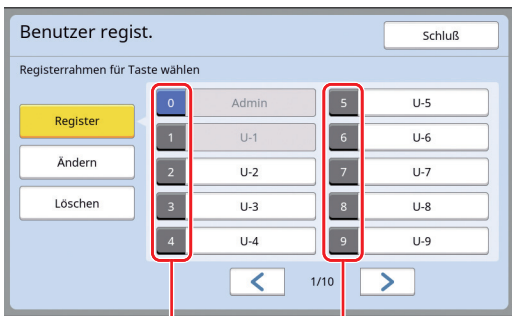 Benutzer regist.
Schluß
Registerrahmen für Taste wählen
Register
Ändern
Löschen
0 Admin
1 U-1
2 U-2
3 U-3
4 U-4
5 U-5
6 U-6
7 U-7
8 U-8
9 U-9
1/10